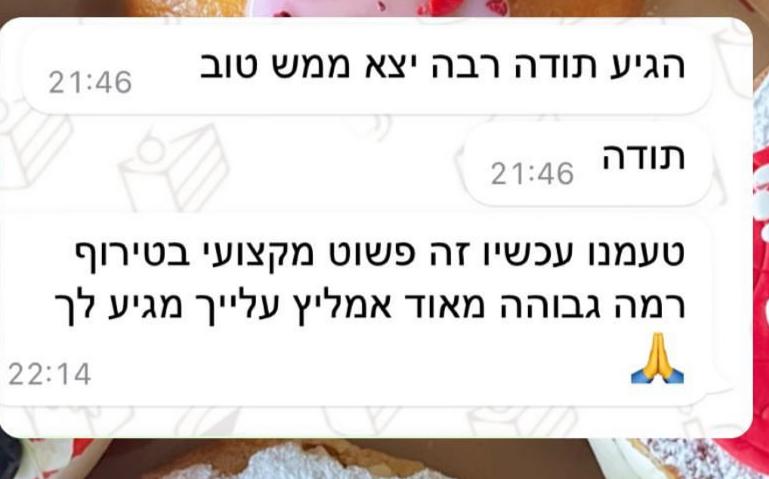 הגיע תודה רבה יצא ממש טוב
21:46
תודה
21:46
טעמנו עכשיו זה פשוט מקצועי בטירוף
רמה גבוהה מאוד אמליץ עלייך מגיע לך
🙏
22:14